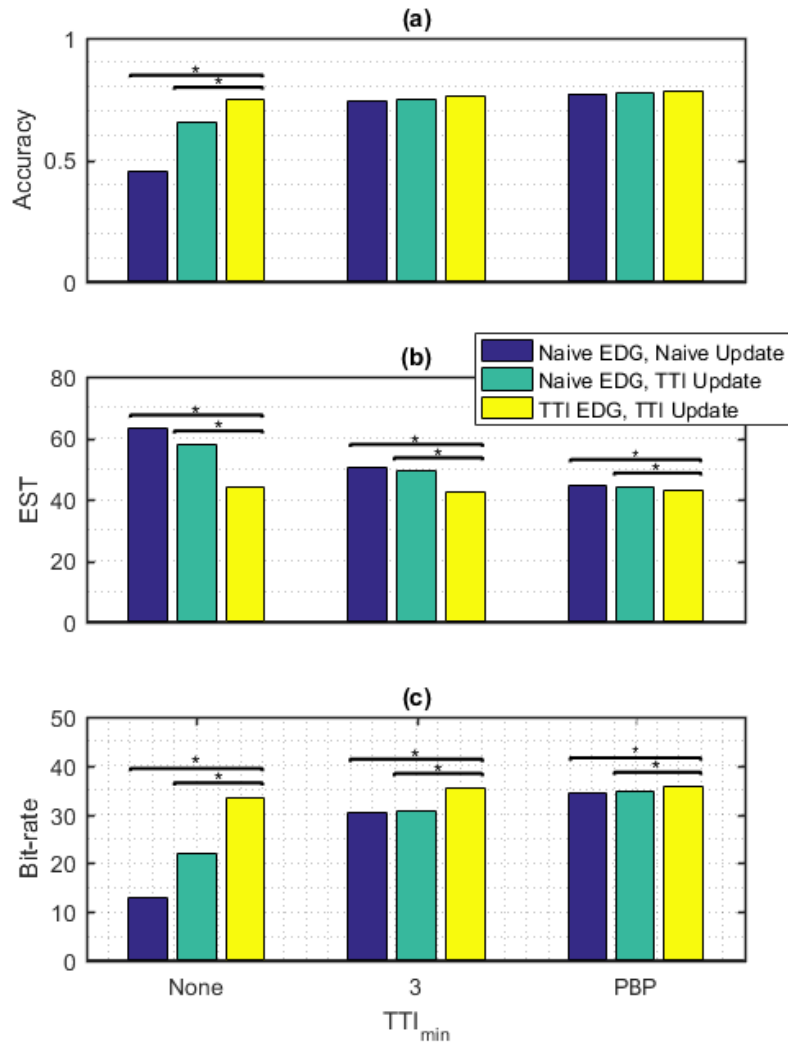 (a)
1
0.5
0
Accuracy
* 
*
(b)
Naive EDG, Naive Update
Naive EDG, TTI Update
TTI EDG, TTI Update
80
60
40
20
0
EST
*
*
*
*
*
*
(c)
50
40
30
20
10
0
Bit-rate
*
*
*
*
*
*
None 3 PBP
TTI_min